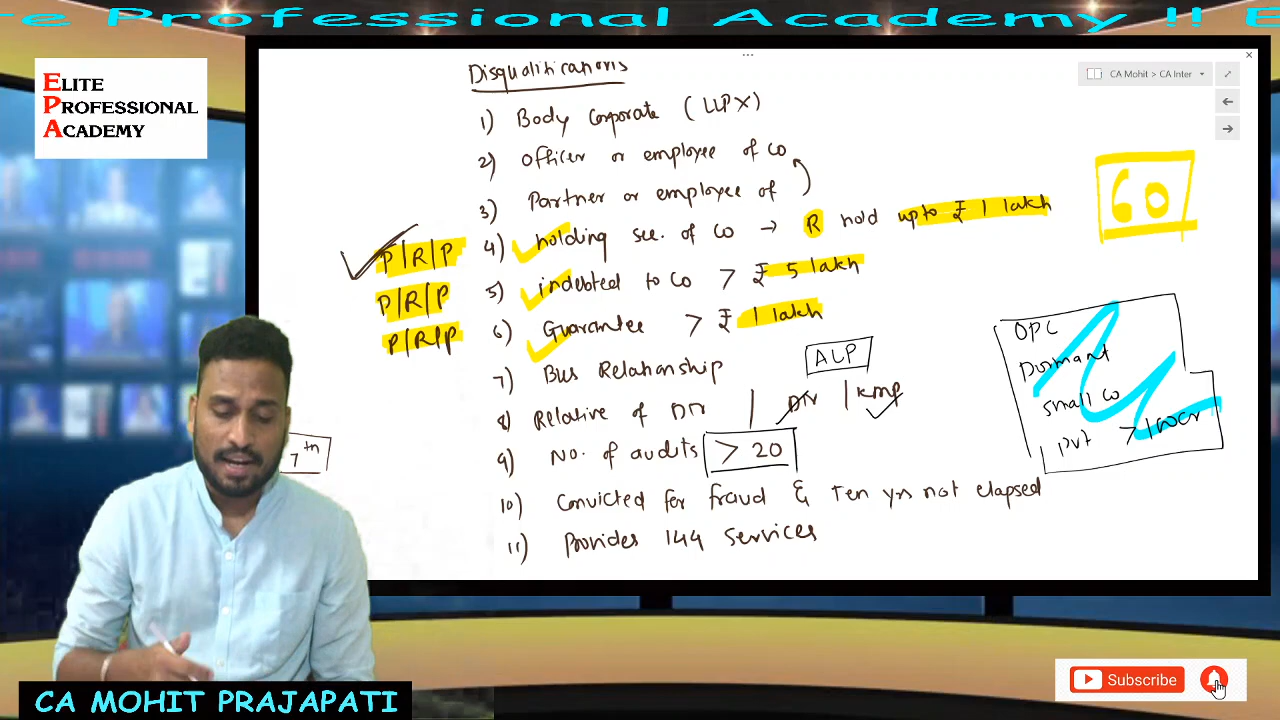 te Professional Academy !! E
ELITE
PROFESSIONAL
ACADEMY
CA Mohit > CA Inter
Disqualifications
1) Body Corporate (LLP X)
2) Officer or employee of Co
3) Partner or employee of
P/R/P 4) holding sec. of Co → R hold upto ₹ 1 lakh
60
P/R/P 5) indebted to Co > ₹ 5 lakh
P/R/P 6) Guarantee > ₹ 1 lakh
7) Bus Relationship
ALP
8) Relative of Dir | Dir | KMP
9) No. of audits > 20
10) Convicted for fraud & Ten yrs not elapsed
11) Provides 144 services
OPC
Dormant
Small Co
Pvt > 100cr
7th
Subscribe
CA MOHIT PRAJAPATI